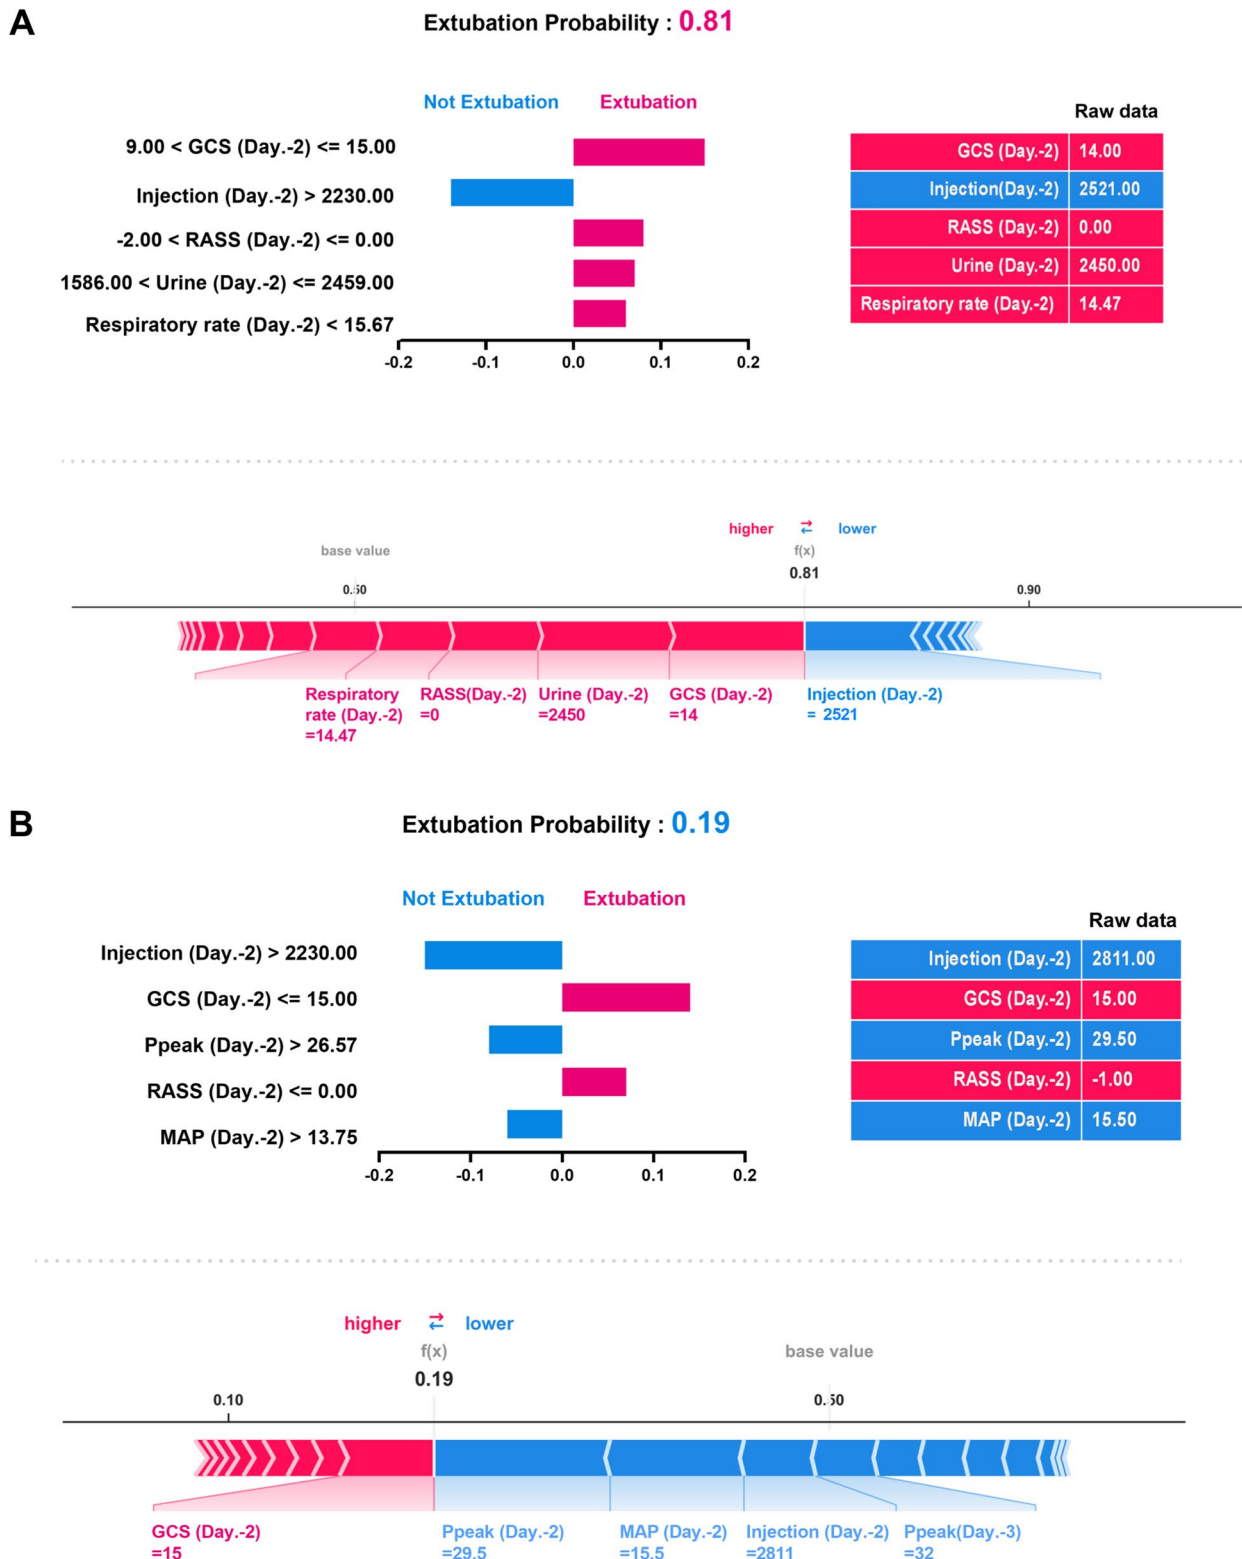 A
Extubation Probability : 0.81
Not Extubation Extubation
Raw data
9.00 < GCS (Day.-2) <= 15.00
Injection (Day.-2) > 2230.00
-2.00 < RASS (Day.-2) <= 0.00
1586.00 < Urine (Day.-2) <= 2459.00
Respiratory rate (Day.-2) < 15.67
-0.2 -0.1 0.0 0.1 0.2
GCS (Day.-2) 14.00
Injection(Day.-2) 2521.00
RASS (Day.-2) 0.00
Urine (Day.-2) 2450.00
Respiratory rate (Day.-2) 14.47
higher lower
base value f(x)
0.81
0.50 0.90
Respiratory
rate (Day.-2)
=14.47
RASS(Day.-2)
=0
Urine (Day.-2)
=2450
GCS (Day.-2)
=14
Injection (Day.-2)
= 2521
B
Extubation Probability : 0.19
Not Extubation Extubation
Raw data
Injection (Day.-2) > 2230.00
GCS (Day.-2) <= 15.00
Ppeak (Day.-2) > 26.57
RASS (Day.-2) <= 0.00
MAP (Day.-2) > 13.75
-0.2 -0.1 0.0 0.1 0.2
Injection (Day.-2) 2811.00
GCS (Day.-2) 15.00
Ppeak (Day.-2) 29.50
RASS (Day.-2) -1.00
MAP (Day.-2) 15.50
higher lower
f(x) base value
0.19
0.10 0.50
GCS (Day.-2)
=15
Ppeak (Day.-2)
=29.5
MAP (Day.-2)
=15.5
Injection (Day.-2)
=2811
Ppeak(Day.-3)
=32